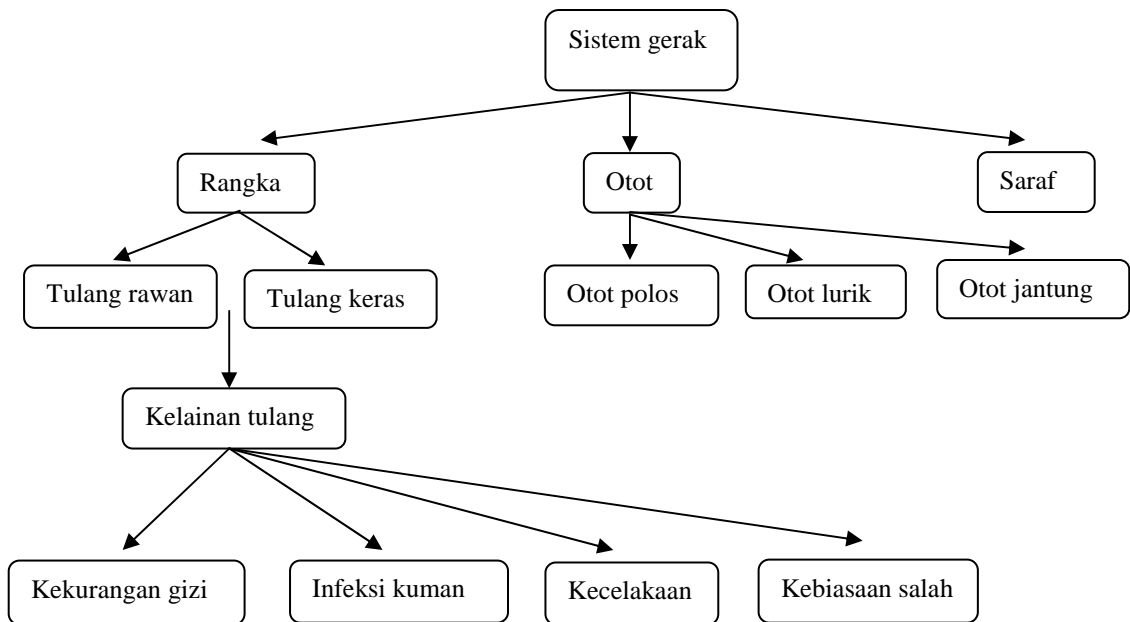 Sistem gerak
Rangka
Otot
Saraf
Tulang rawan
Tulang keras
Otot polos
Otot lurik
Otot jantung
Kelainan tulang
Kekurangan gizi
Infeksi kuman
Kecelakaan
Kebiasaan salah